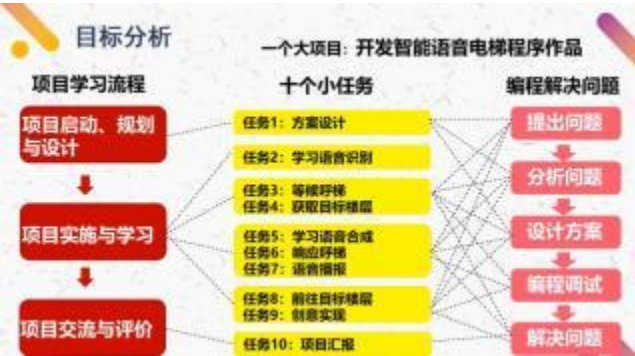 目标分析
一个大项目：开发智能语音电梯程序作品
项目学习流程
十个小任务
编程解决问题
项目启动、规划
与设计
项目实施与学习
项目交流与评价
任务1：方案设计
任务2：学习语音识别
任务3：等候呼梯
任务4：获取目标楼层
任务5：学习语音合成
任务6：响应呼梯
任务7：语音播报
任务8：前往目标楼层
任务9：创意实现
任务10：项目汇报
提出问题
分析问题
设计方案
编程调试
解决问题